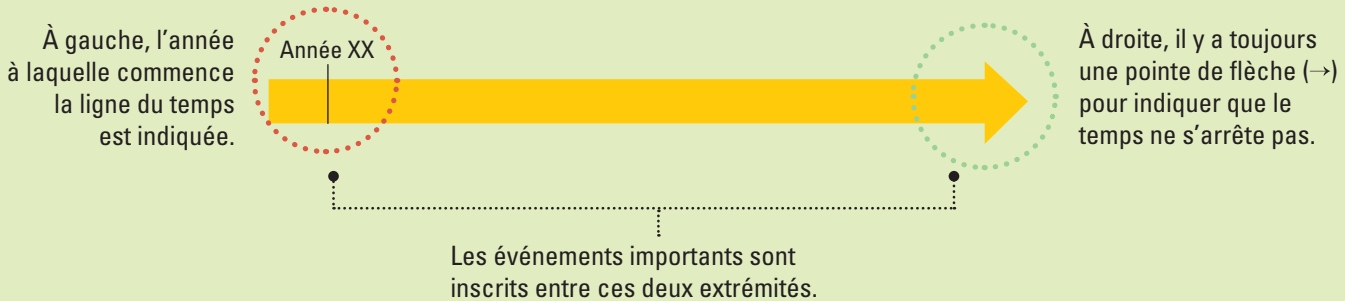 À gauche, l’année
à laquelle commence
la ligne du temps
est indiquée.
Année XX
À droite, il y a toujours
une pointe de flèche (→)
pour indiquer que le
temps ne s’arrête pas.
Les événements importants sont
inscrits entre ces deux extrémités.